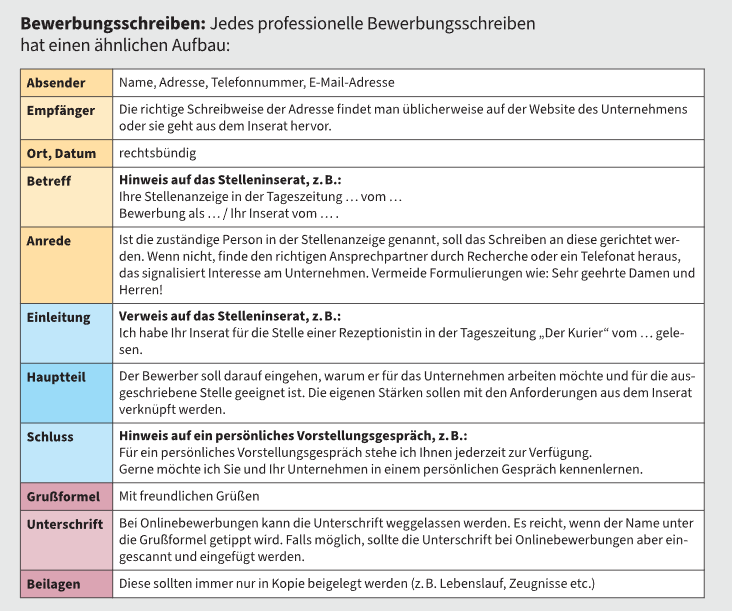 Bewerbungsschreiben: Jedes professionelle Bewerbungsschreiben
hat einen ähnlichen Aufbau:
Absender
Name, Adresse, Telefonnummer, E-Mail-Adresse
Empfänger
Die richtige Schreibweise der Adresse findet man üblicherweise auf der Website des Unternehmens
oder sie geht aus dem Inserat hervor.
Ort, Datum
rechtsbündig
Betreff
Hinweis auf das Stelleninserat, z. B.:
Ihre Stellenanzeige in der Tageszeitung … vom …
Bewerbung als … / Ihr Inserat vom … .
Anrede
Ist die zuständige Person in der Stellenanzeige genannt, soll das Schreiben an diese gerichtet wer-
den. Wenn nicht, finde den richtigen Ansprechpartner durch Recherche oder ein Telefonat heraus,
das signalisiert Interesse am Unternehmen. Vermeide Formulierungen wie: Sehr geehrte Damen und
Herren!
Einleitung
Verweis auf das Stelleninserat, z. B.:
Ich habe Ihr Inserat für die Stelle einer Rezeptionistin in der Tageszeitung „Der Kurier“ vom … gele-
sen.
Hauptteil
Der Bewerber soll darauf eingehen, warum er für das Unternehmen arbeiten möchte und für die aus-
geschriebene Stelle geeignet ist. Die eigenen Stärken sollen mit den Anforderungen aus dem Inserat
verknüpft werden.
Schluss
Hinweis auf ein persönliches Vorstellungsgespräch, z. B.:
Für ein persönliches Vorstellungsgespräch stehe ich Ihnen jederzeit zur Verfügung.
Gerne möchte ich Sie und Ihr Unternehmen in einem persönlichen Gespräch kennenlernen.
Grußformel
Mit freundlichen Grüßen
Unterschrift
Bei Onlinebewerbungen kann die Unterschrift weggelassen werden. Es reicht, wenn der Name unter
die Grußformel getippt wird. Falls möglich, sollte die Unterschrift bei Onlinebewerbungen aber ein-
gescannt und eingefügt werden.
Beilagen
Diese sollten immer nur in Kopie beigelegt werden (z. B. Lebenslauf, Zeugnisse etc.)